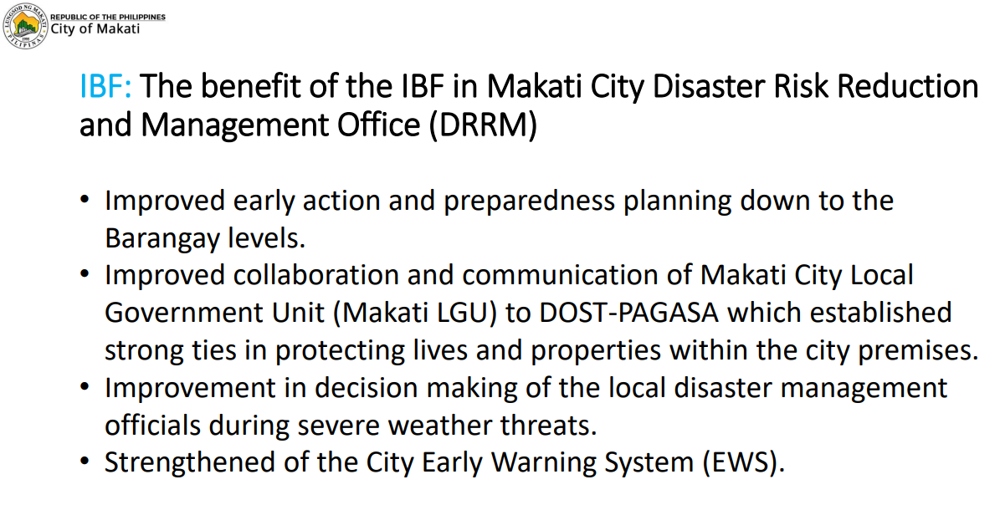 LUNGSOD NG MAKATI
PILIPINAS
REPUBLIC OF THE PHILIPPINES
City of Makati
IBF: The benefit of the IBF in Makati City Disaster Risk Reduction
and Management Office (DRRM)
• Improved early action and preparedness planning down to the
Barangay levels.
• Improved collaboration and communication of Makati City Local
Government Unit (Makati LGU) to DOST-PAGASA which established
strong ties in protecting lives and properties within the city premises.
• Improvement in decision making of the local disaster management
officials during severe weather threats.
• Strengthened of the City Early Warning System (EWS).